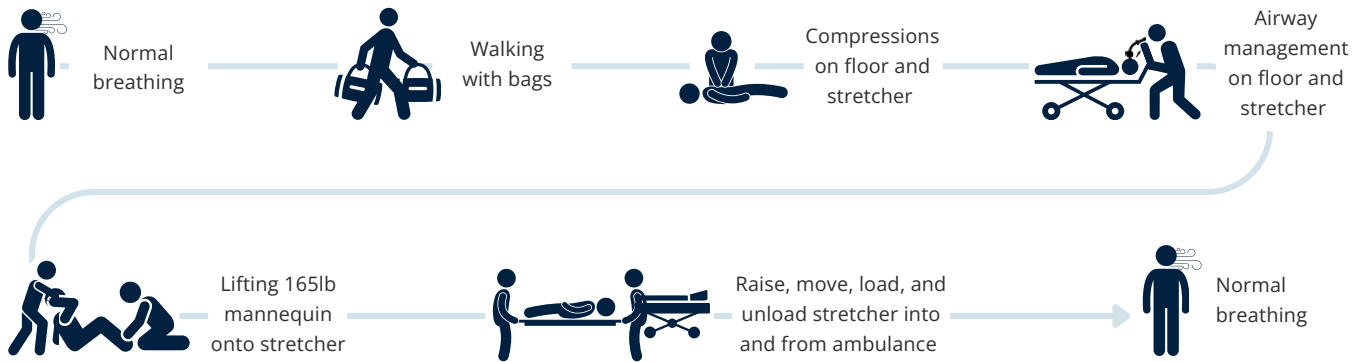 Normal
breathing
Walking
with bags
Compressions
on floor and
stretcher
Airway
management
on floor and
stretcher
Lifting 165lb
mannequin
onto stretcher
Raise, move, load, and
unload stretcher into
and from ambulance
Normal
breathing